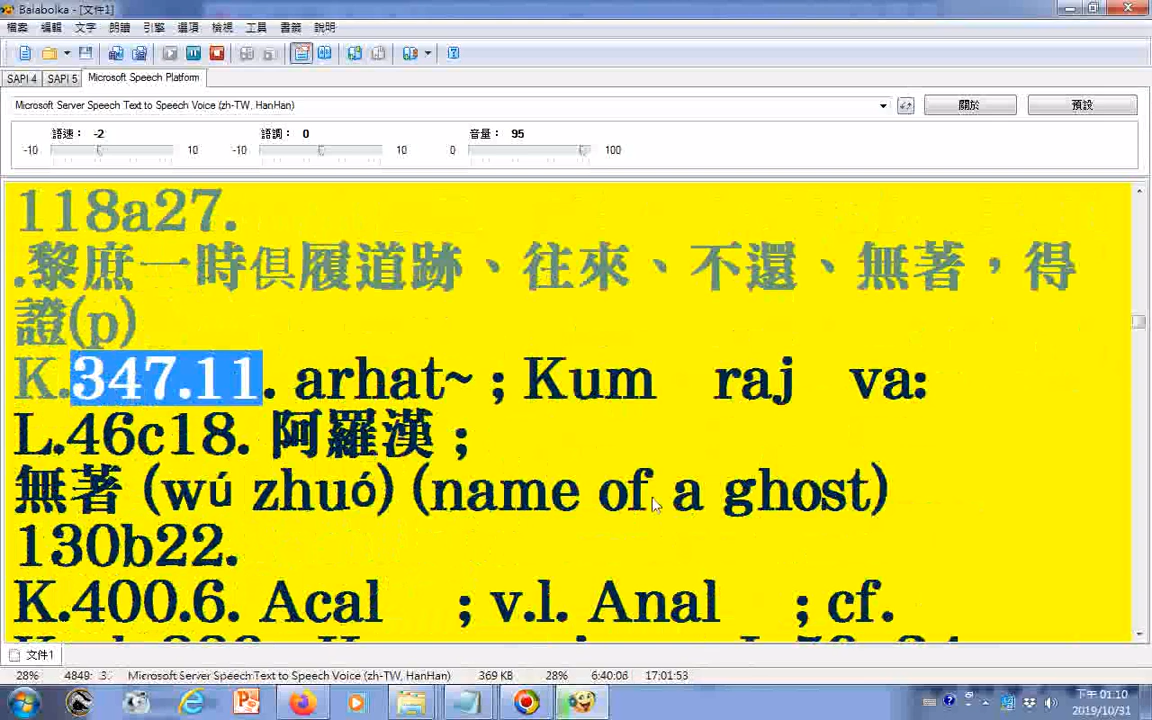 Balabolka - [文件1]
檔案 編輯 文字 朗讀 引擎 選項 檢視 工具 書籤 說明
SAPI 4 SAPI 5 Microsoft Speech Platform
Microsoft Server Speech Text to Speech Voice (zh-TW, HanHan) 關於 預設
語速: -2 語調: 0 音量: 95
-10 10 -10 10 0 100
118a27.
.黎庶一時俱履道跡、往來、不還、無著，得
證(p)
K.347.11. arhat~ ; Kum raj va:
L.46c18. 阿羅漢 ;
無著 (wú zhuó) (name of a ghost)
130b22.
K.400.6. Acal ; v.l. Anal ; cf.
文件1
28% Microsoft Server Speech Text to Speech Voice (zh-TW, HanHan) 369 KB 28% 6:40:06 17:01:53
下午 01:10
2019/10/31